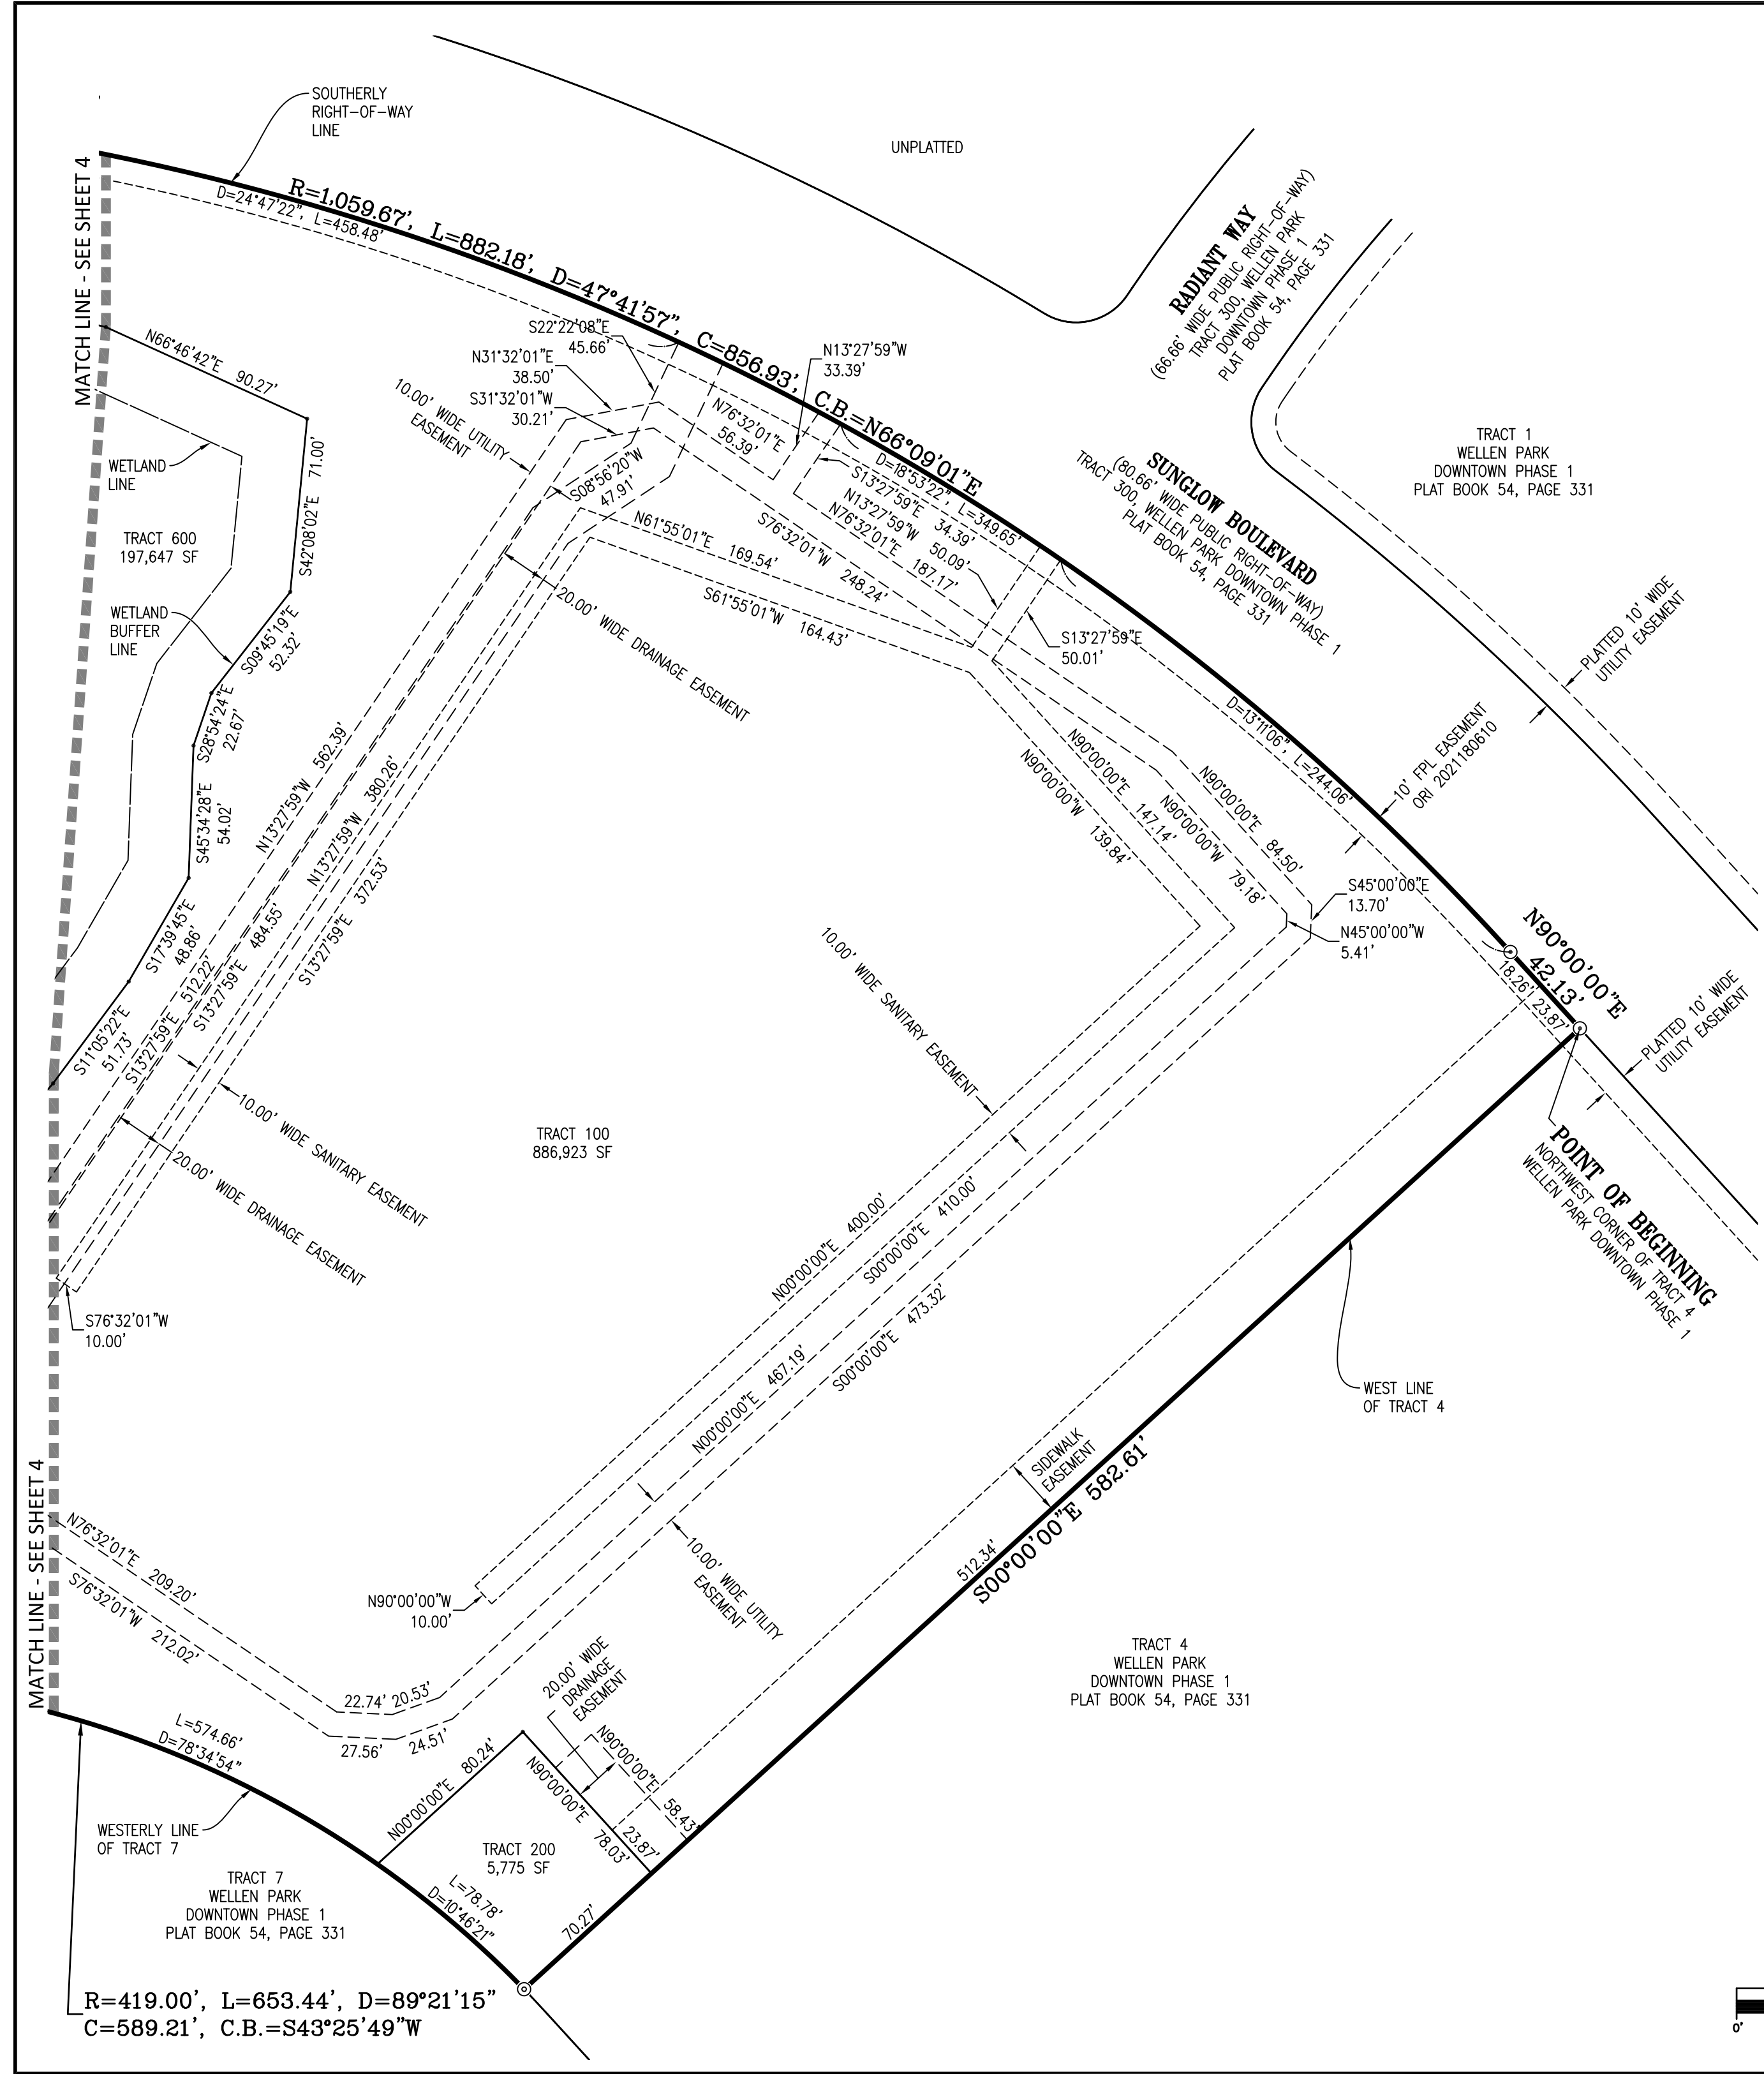 SOUTHERLY
RIGHT-OF-WAY
LINE
UNPLATTED
MATCH LINE - SEE SHEET 4
R=1,059.67', L=882.18', D=47°41'57", C=856.93', C.B.=N66°09'01"E
D=24°47'22", L=458.48'
RADIANT WAY
(66.66' WIDE PUBLIC RIGHT-OF-WAY)
TRACT 300, WELLEN PARK
DOWNTOWN PHASE 1
PLAT BOOK 54, PAGE 331
S22°22'08"E
45.66'
N31°32'01"E
38.50'
S31°32'01"W
30.21'
N13°27'59"W
33.39'
10.00' WIDE UTILITY
EASEMENT
N76°32'01"E
56.39'
D=18°53'22", L=349.65'
S13°27'59"E 34.39'
N13°27'59"W 50.09'
N76°32'01"E 187.17'
S76°32'01"W 248.24'
S08°56'20"W
47.91'
N61°55'01"E 169.54'
S61°55'01"W 164.43'
20.00' WIDE DRAINAGE EASEMENT
SUNGLOW BOULEVARD
(80.66' WIDE PUBLIC RIGHT-OF-WAY)
TRACT 300, WELLEN PARK DOWNTOWN PHASE 1
PLAT BOOK 54, PAGE 331
TRACT 1
WELLEN PARK
DOWNTOWN PHASE 1
PLAT BOOK 54, PAGE 331
N66°46'42"E 90.27'
WETLAND
LINE
S42°08'02"E 71.00'
TRACT 600
197,647 SF
WETLAND
BUFFER
LINE
S09°45'19"E
52.32'
S28°54'24"E
22.67'
S45°34'28"E
54.02'
S17°39'45"E
48.86'
S11°05'22"E
51.73'
S13°27'59"E
50.01'
PLATTED 10' WIDE
UTILITY EASEMENT
10' FPL EASEMENT
ORI 2021180610
D=13°11'06", L=244.06'
N90°00'00"E 147.14'
N90°00'00"W 139.84'
N90°00'00"E 84.50'
N90°00'00"W 79.18'
S45°00'00"E
13.70'
N45°00'00"W
5.41'
N13°27'59"W 562.39'
N13°27'59"W 380.26'
S13°27'59"E 372.53'
S13°27'59"E 484.55'
S13°27'59"E 512.22'
N90°00'00"E
42.13'
18.26' 23.87'
PLATTED 10' WIDE
UTILITY EASEMENT
10.00' WIDE SANITARY EASEMENT
10.00' WIDE SANITARY EASEMENT
20.00' WIDE DRAINAGE EASEMENT
TRACT 100
886,923 SF
POINT OF BEGINNING
NORTHWEST CORNER OF TRACT 4
WELLEN PARK DOWNTOWN PHASE 1
S76°32'01"W
10.00'
N00°00'00"E 400.00'
S00°00'00"E 410.00'
N00°00'00"E 467.19'
S00°00'00"E 473.32'
WEST LINE
OF TRACT 4
SIDEWALK
EASEMENT
512.34'
S00°00'00"E 582.61'
MATCH LINE - SEE SHEET 4
N76°32'01"E 209.20'
S76°32'01"W 212.02'
N90°00'00"W
10.00'
10.00' WIDE UTILITY
EASEMENT
22.74' 20.53'
27.56' 24.51'
20.00' WIDE
DRAINAGE
EASEMENT
TRACT 4
WELLEN PARK
DOWNTOWN PHASE 1
PLAT BOOK 54, PAGE 331
L=574.66'
D=78°34'54"
N00°00'00"E 80.24'
N90°00'00"E 58.43'
N90°00'00"E 78.03'
23.87'
WESTERLY LINE
OF TRACT 7
TRACT 200
5,775 SF
TRACT 7
WELLEN PARK
DOWNTOWN PHASE 1
PLAT BOOK 54, PAGE 331
L=78.78'
D=10°46'21"
70.27'
R=419.00', L=653.44', D=89°21'15"
C=589.21', C.B.=S43°25'49"W
0'